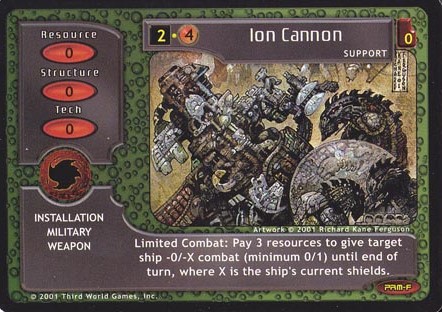 Resource
0
Structure
0
Tech
0
INSTALLATION
MILITARY
WEAPON
2 · 4
Ion Cannon
SUPPORT
0
Artwork © 2001 Richard Kane Ferguson
Limited Combat: Pay 3 resources to give target
ship -0/-X combat (minimum 0/1) until end
of turn, where X is the ship's current shields.
© 2001 Third World Games, Inc.
PRM-F